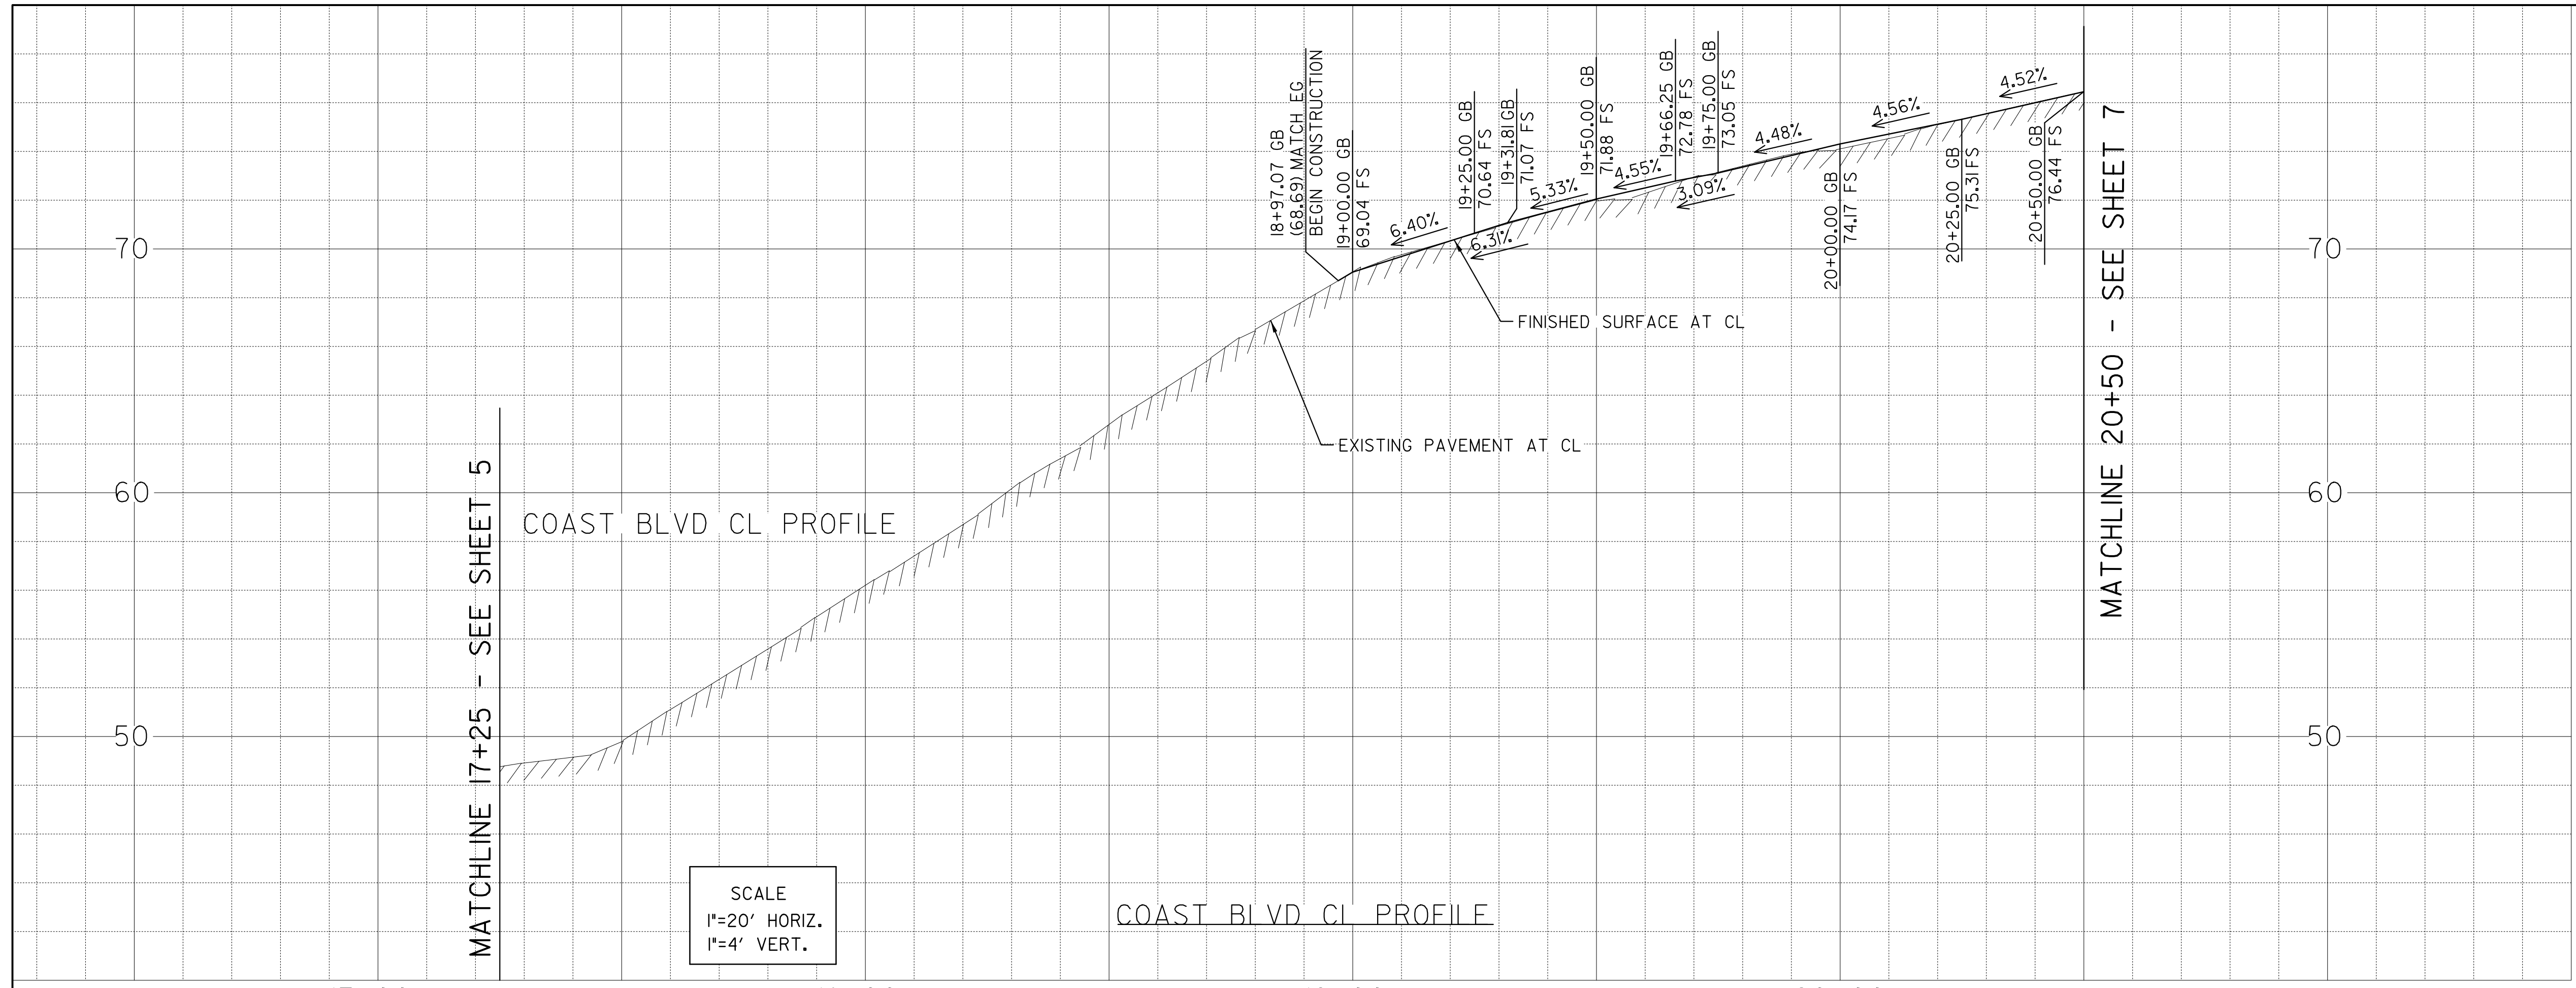 18+97.07 GB
(68.69) MATCH EG
BEGIN CONSTRUCTION
19+00.00 GB
69.04 FS
19+25.00 GB
70.64 FS
19+31.81 GB
71.07 FS
19+50.00 GB
71.88 FS
19+66.25 GB
72.78 FS
19+75.00 GB
73.05 FS
20+00.00 GB
74.17 FS
20+25.00 GB
75.31 FS
20+50.00 GB
76.44 FS
6.40%
6.31%
5.33%
4.55%
3.09%
4.48%
4.56%
4.52%
70
70
FINISHED SURFACE AT CL
EXISTING PAVEMENT AT CL
60
60
COAST BLVD CL PROFILE
MATCHLINE 17+25 - SEE SHEET 5
MATCHLINE 20+50 - SEE SHEET 7
50
50
SCALE
1"=20' HORIZ.
1"=4' VERT.
COAST BLVD CL PROFILE